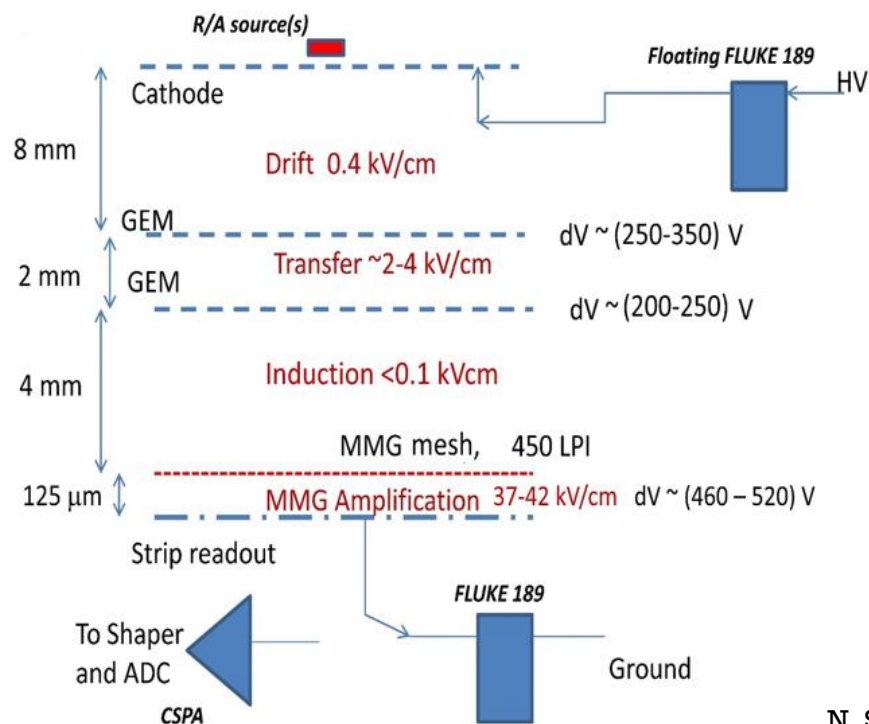 R/A source(s)
Floating FLUKE 189
HV
Cathode
8 mm
Drift 0.4 kV/cm
GEM
dV ~ (250-350) V
Transfer ~2-4 kV/cm
2 mm
GEM
dV ~ (200-250) V
Induction <0.1 kVcm
4 mm
MMG mesh, 450 LPI
125 μm
MMG Amplification 37-42 kV/cm dV ~ (460 – 520) V
Strip readout
FLUKE 189
To Shaper
and ADC
Ground
CSPA
N.